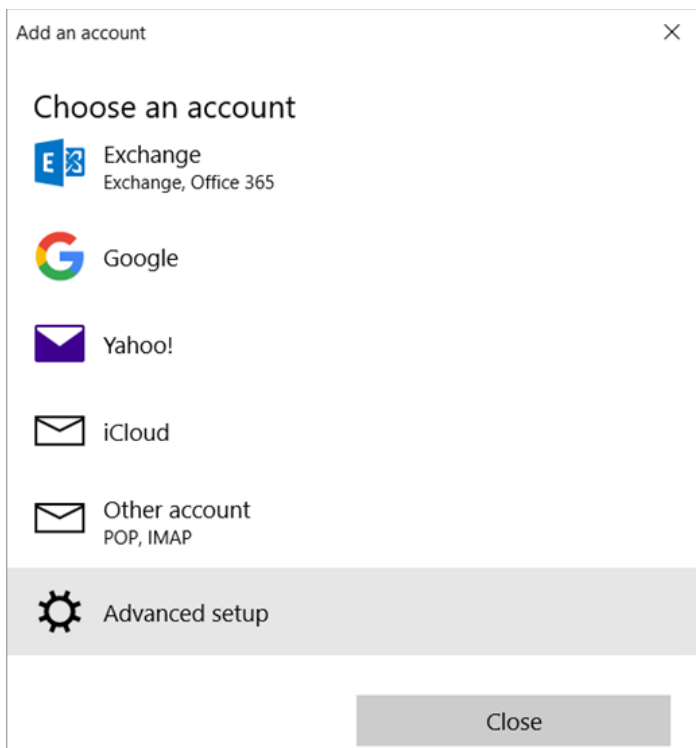 Add an account
Choose an account
Exchange
Exchange, Office 365
Google
Yahoo!
iCloud
Other account
POP, IMAP
Advanced setup
Close